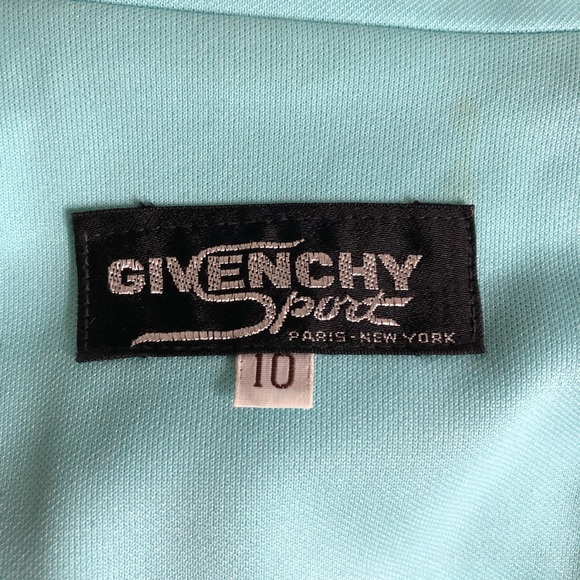 GIVENCHY
Sport
PARIS - NEW YORK
10